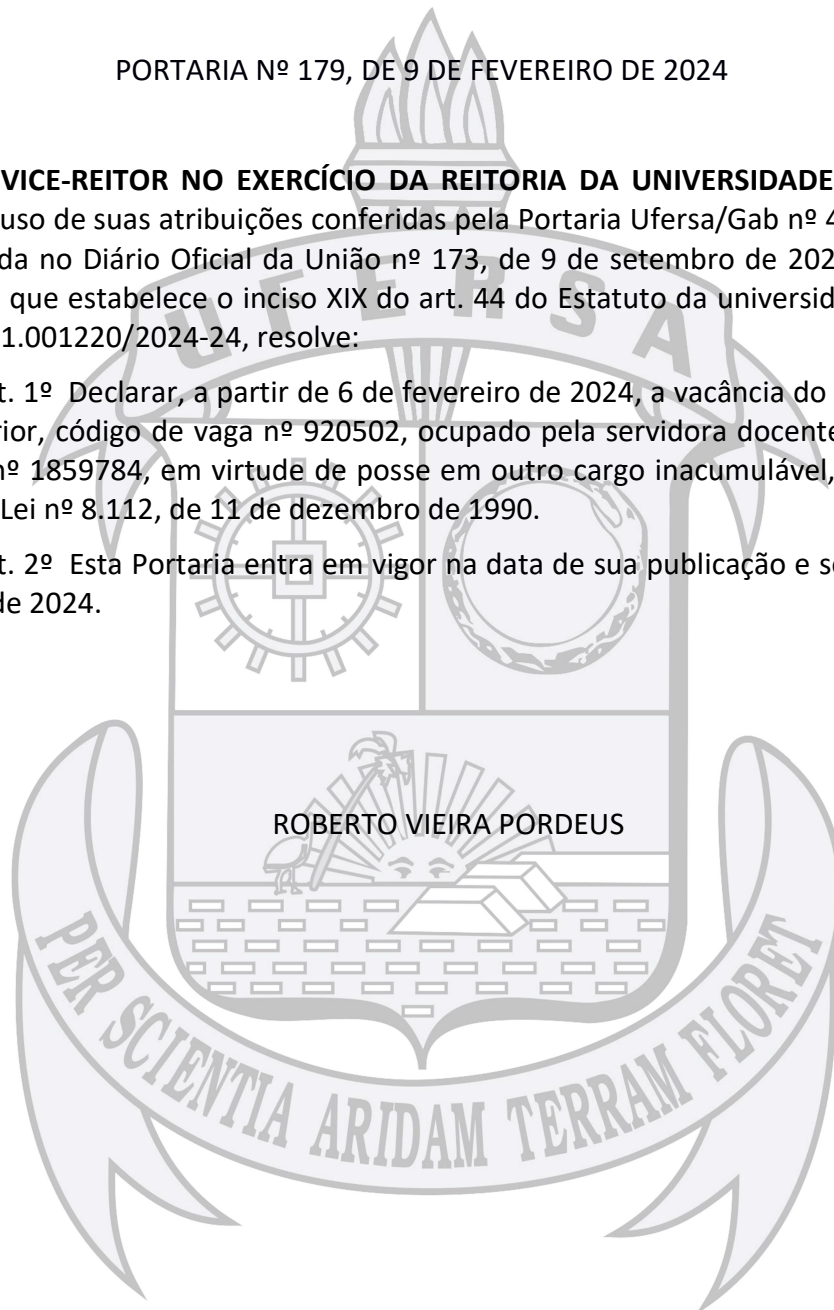 PORTARIA Nº 179, DE 9 DE FEVEREIRO DE 2024
VICE-REITOR NO EXERCÍCIO DA REITORIA DA UNIVERSIDADE
uso de suas atribuições conferidas pela Portaria Ufersa/Gab nº 4
da no Diário Oficial da União nº 173, de 9 de setembro de 202
que estabelece o inciso XIX do art. 44 do Estatuto da universid
1.001220/2024-24, resolve:
t. 1º Declarar, a partir de 6 de fevereiro de 2024, a vacância do
rior, código de vaga nº 920502, ocupado pela servidora docente
nº 1859784, em virtude de posse em outro cargo inacumulável,
Lei nº 8.112, de 11 de dezembro de 1990.
t. 2º Esta Portaria entra em vigor na data de sua publicação e se
de 2024.
ROBERTO VIEIRA PORDEUS
UFERSA
PER SCIENTIA ARIDAM TERRAM FLORET